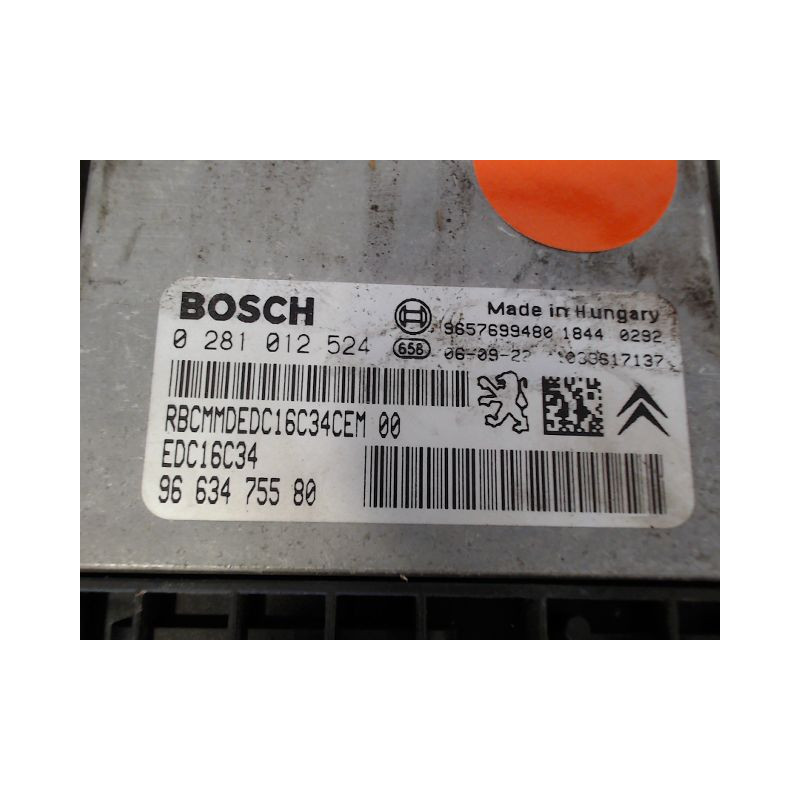 BOSCH
Made in Hungary
9657699480 1844 0292
0 281 012 524
658
06-09-22 1039617137
RBCMMDEDC16C34CEM 00
EDC16C34
96 634 755 80